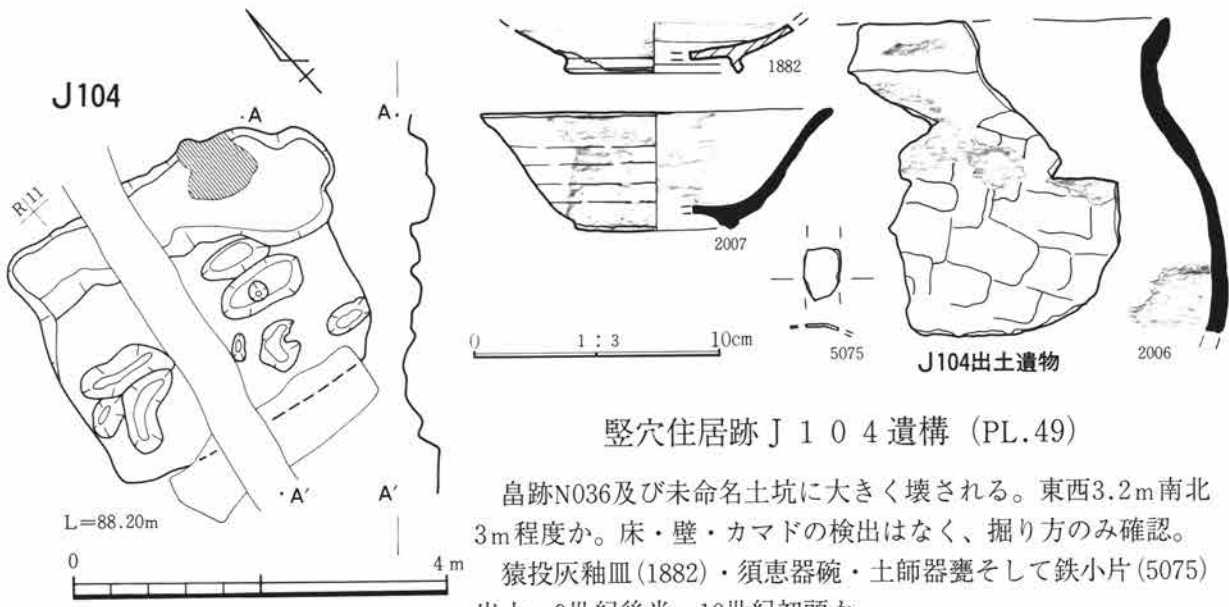 J104
A
A
R|11
A′
A′
L=88.20m
0 4 m
1882
2007
5075
2006
0 1:3 10cm
J104出土遺物
竪穴住居跡J104遺構 (PL.49)
畠跡N036及び未命名土坑に大きく壊される。東西3.2m南北
3m程度か。床・壁・カマドの検出はなく、掘り方のみ確認。
猿投灰釉皿(1882)・須恵器碗・土師器甕そして鉄小片(5075)